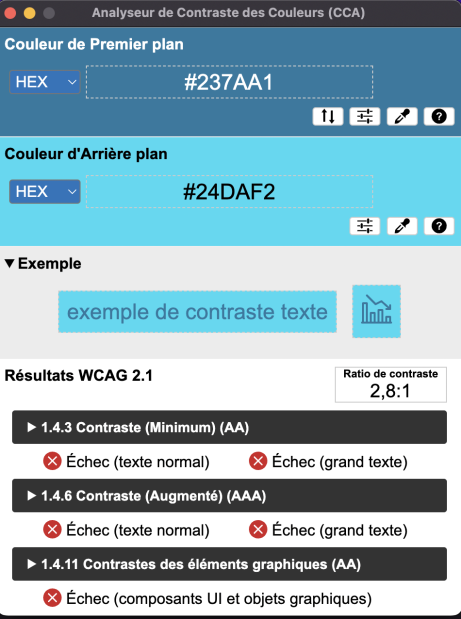 Analyseur de Contraste des Couleurs (CCA)
Couleur de Premier plan
HEX #237AA1
Couleur d'Arrière plan
HEX #24DAF2
▼ Exemple
exemple de contraste texte
Résultats WCAG 2.1
Ratio de contraste
2,8:1
▶ 1.4.3 Contraste (Minimum) (AA)
Échec (texte normal) Échec (grand texte)
▶ 1.4.6 Contraste (Augmenté) (AAA)
Échec (texte normal) Échec (grand texte)
▶ 1.4.11 Contrastes des éléments graphiques (AA)
Échec (composants UI et objets graphiques)